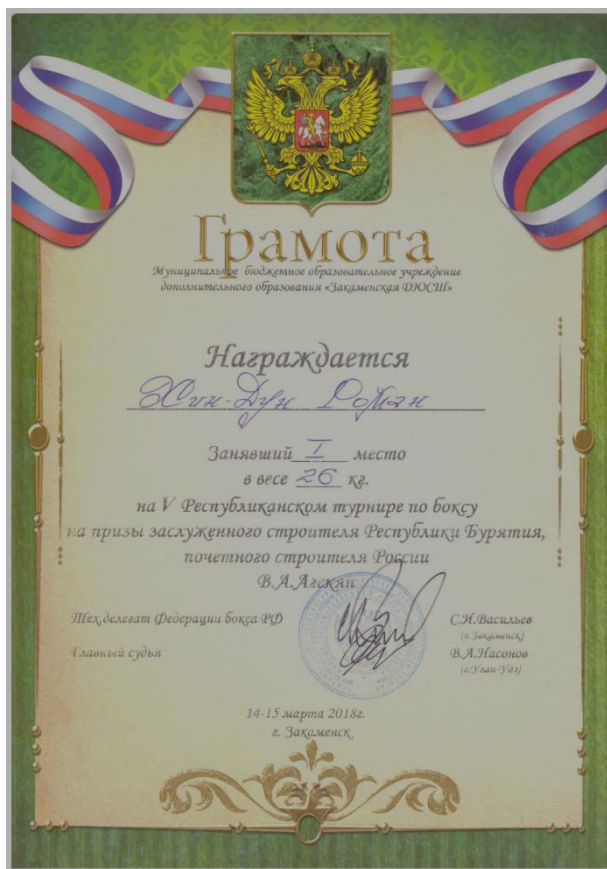 Грамота
Муниципальное бюджетное образовательное учреждение
дополнительного образования «Закаменская ДЮСШ»
Награждается
Хин-Дун Роман
Занявший I место
в весе 26 кг.
на V Республиканском турнире по боксу
на призы заслуженного строителя Республики Бурятия,
почетного строителя России
В.А.Агекян
Тех.делегат Федерации бокса РФ С.И.Васильев
(г.Закаменск)
Главный судья В.А.Насонов
(г.Улан-Удэ)
14-15 марта 2018г.
г. Закаменск